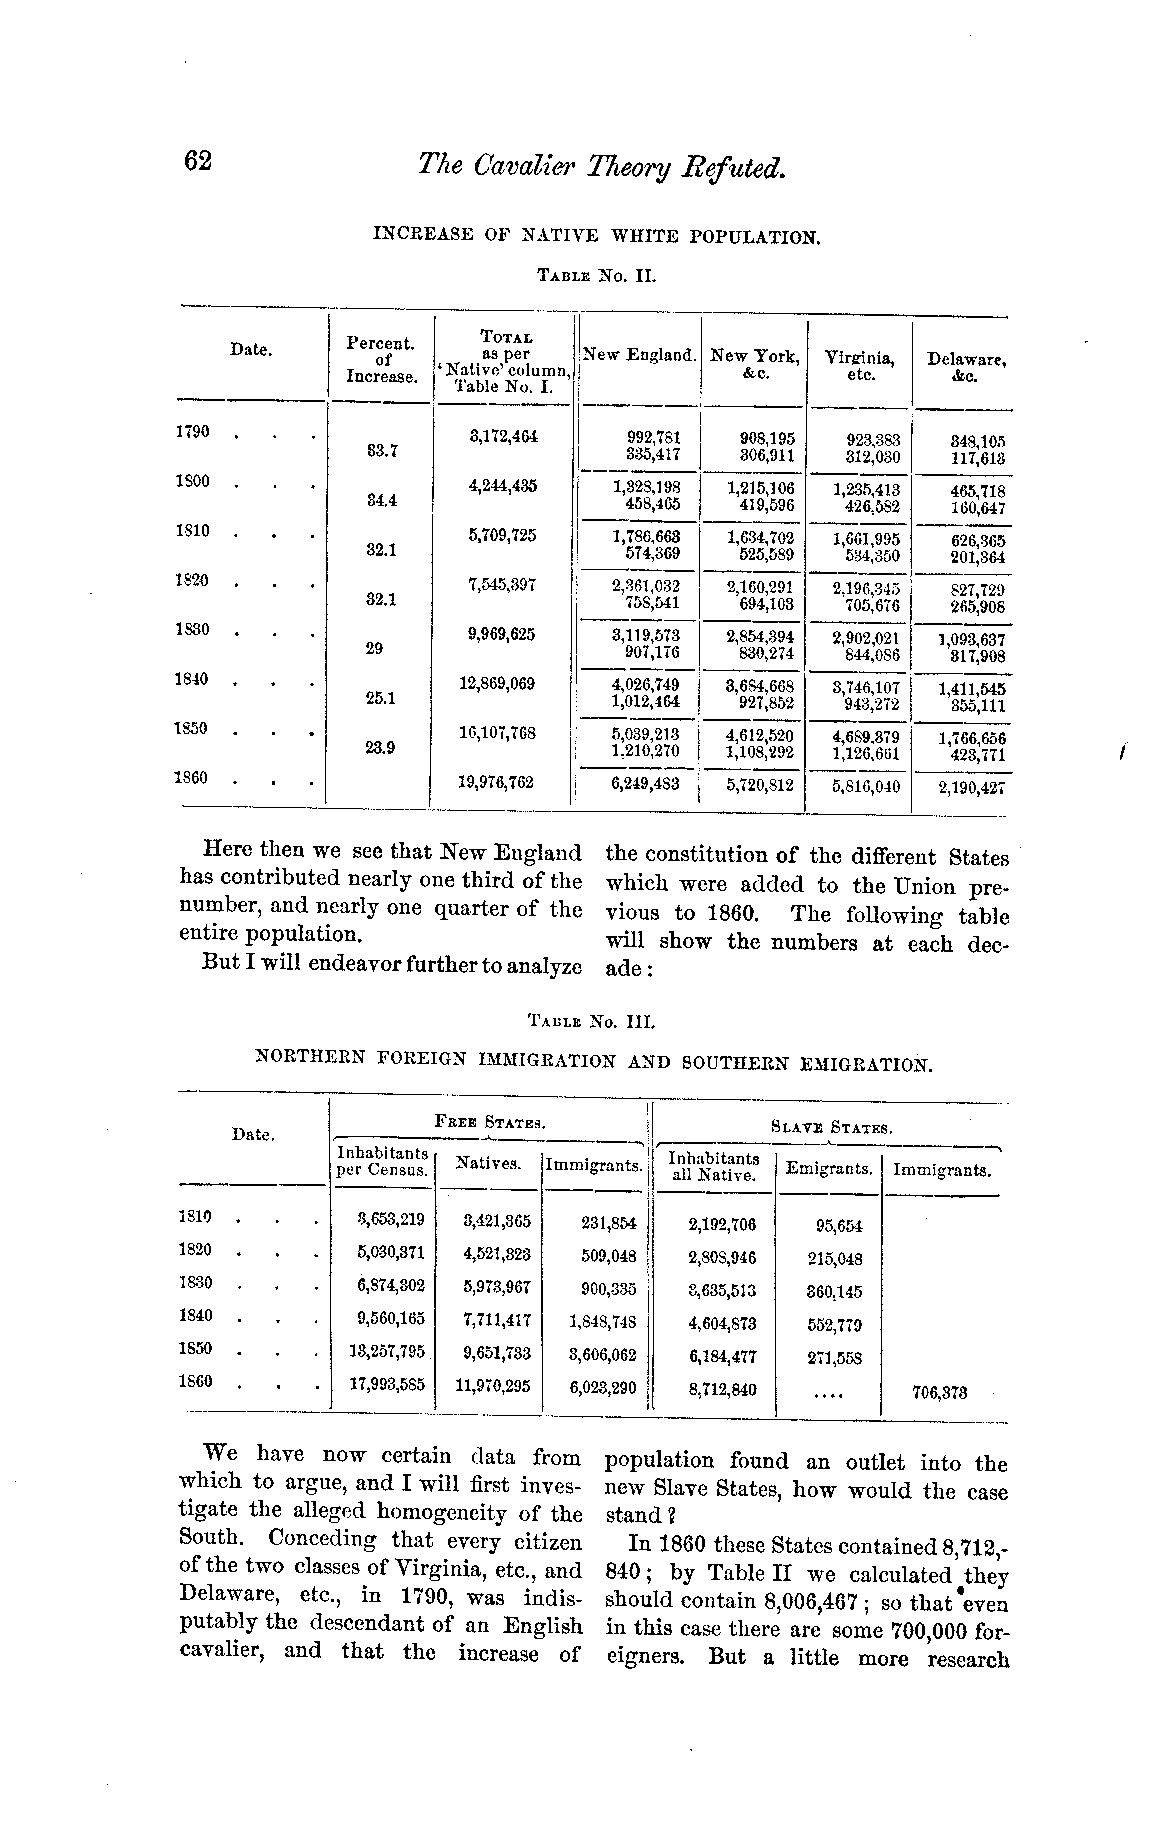 62 The Cavalier Theory Refuted.
INCREASE OF NATIVE WHITE POPULATION.
TABLE No. II.
Date. Percent. of Increase. TOTAL as per 'Native' column, Table No. I. New England. New York, &c. Virginia, etc. Delaware, &c.
1790 . . . 3,172,464 992,781 908,195 923,383 348,105
33.7 335,417 306,911 312,030 117,613
1800 . . . 4,244,435 1,328,198 1,215,106 1,235,413 465,718
34.4 458,465 419,596 426,582 160,647
1810 . . . 5,709,725 1,786,663 1,634,702 1,661,995 626,365
32.1 574,369 525,589 534,350 201,364
1820 . . . 7,545,397 2,361,032 2,160,291 2,196,345 827,729
32.1 758,541 694,103 705,676 265,908
1830 . . . 9,969,625 3,119,573 2,854,394 2,902,021 1,093,637
29 907,176 830,274 844,086 317,908
1840 . . . 12,869,069 4,026,749 3,684,668 3,746,107 1,411,545
25.1 1,012,464 927,852 943,272 355,111
1850 . . . 16,107,768 5,039,213 4,612,520 4,689,379 1,766,656
23.9 1,210,270 1,108,292 1,126,661 423,771
1860 . . . 19,976,762 6,249,483 5,720,812 5,816,040 2,190,427
Here then we see that New England
has contributed nearly one third of the
number, and nearly one quarter of the
entire population.
But I will endeavor further to analyze
the constitution of the different States
which were added to the Union pre-
vious to 1860. The following table
will show the numbers at each dec-
ade:
TABLE No. III.
NORTHERN FOREIGN IMMIGRATION AND SOUTHERN EMIGRATION.
Date. FREE STATES. SLAVE STATES.
Inhabitants per Census. Natives. Immigrants. Inhabitants all Native. Emigrants. Immigrants.
1810 . . . 3,653,219 3,421,365 231,854 2,192,706 95,654
1820 . . . 5,030,371 4,521,323 509,048 2,808,946 215,048
1830 . . . 6,874,302 5,973,967 900,335 3,635,513 360,145
1840 . . . 9,560,165 7,711,417 1,848,748 4,604,873 552,779
1850 . . . 13,257,795 9,651,733 3,606,062 6,184,477 271,558
1860 . . . 17,993,585 11,970,295 6,023,290 8,712,840 .... 706,373
We have now certain data from
which to argue, and I will first inves-
tigate the alleged homogeneity of the
South. Conceding that every citizen
of the two classes of Virginia, etc., and
Delaware, etc., in 1790, was indis-
putably the descendant of an English
cavalier, and that the increase of
population found an outlet into the
new Slave States, how would the case
stand?
In 1860 these States contained 8,712,-
840; by Table II we calculated they
should contain 8,006,467; so that even
in this case there are some 700,000 for-
eigners. But a little more research